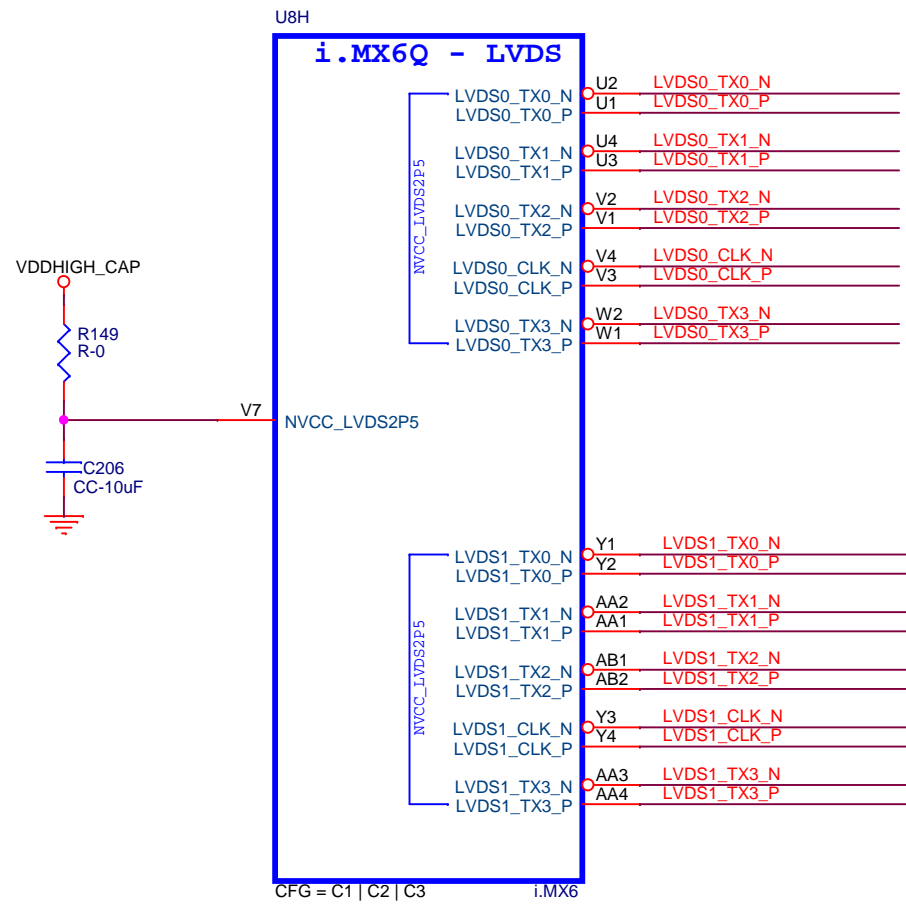 U8H
i.MX6Q - LVDS
LVDS0_TX0_N U2 LVDS0_TX0_N
LVDS0_TX0_P U1 LVDS0_TX0_P
LVDS0_TX1_N U4 LVDS0_TX1_N
LVDS0_TX1_P U3 LVDS0_TX1_P
LVDS0_TX2_N V2 LVDS0_TX2_N
LVDS0_TX2_P V1 LVDS0_TX2_P
LVDS0_CLK_N V4 LVDS0_CLK_N
LVDS0_CLK_P V3 LVDS0_CLK_P
LVDS0_TX3_N W2 LVDS0_TX3_N
LVDS0_TX3_P W1 LVDS0_TX3_P
NVCC_LVDS2P5
VDDHIGH_CAP
R149
R-0
V7 NVCC_LVDS2P5
C206
CC-10uF
LVDS1_TX0_N Y1 LVDS1_TX0_N
LVDS1_TX0_P Y2 LVDS1_TX0_P
LVDS1_TX1_N AA2 LVDS1_TX1_N
LVDS1_TX1_P AA1 LVDS1_TX1_P
LVDS1_TX2_N AB1 LVDS1_TX2_N
LVDS1_TX2_P AB2 LVDS1_TX2_P
LVDS1_CLK_N Y3 LVDS1_CLK_N
LVDS1_CLK_P Y4 LVDS1_CLK_P
LVDS1_TX3_N AA3 LVDS1_TX3_N
LVDS1_TX3_P AA4 LVDS1_TX3_P
NVCC_LVDS2P5
CFG = C1 | C2 | C3 i.MX6